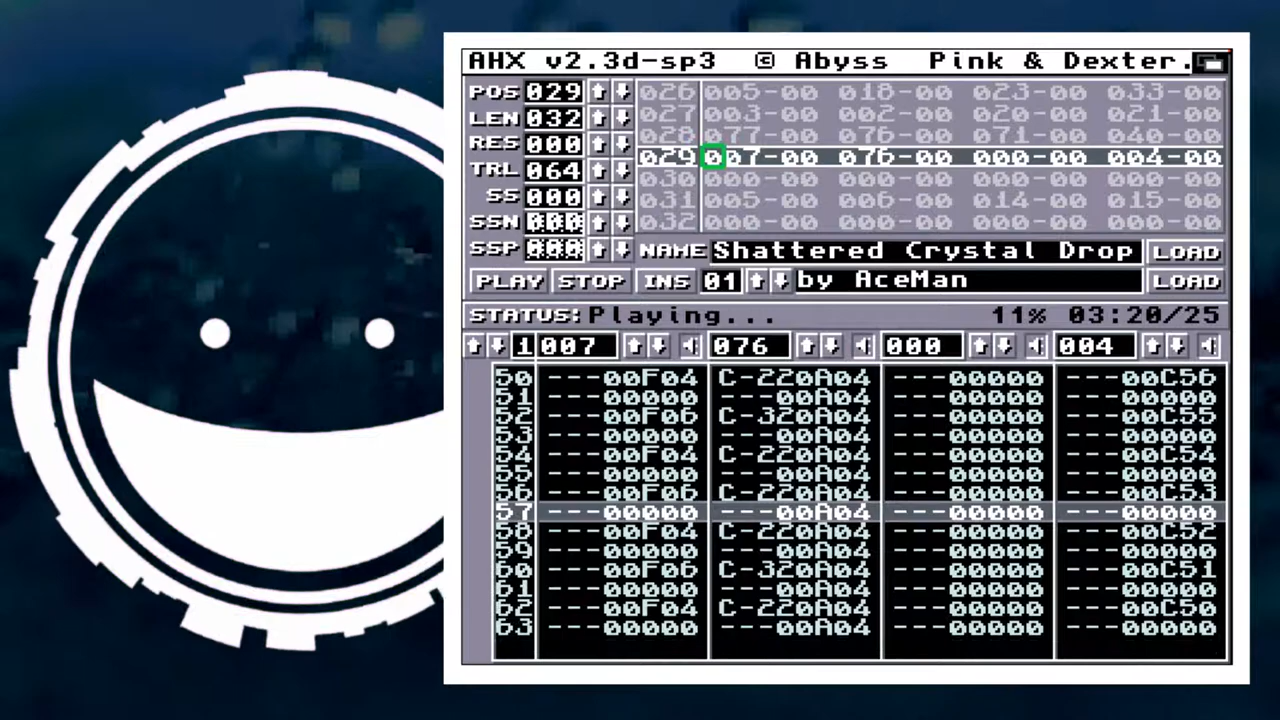 AHX v2.3d-sp3 © Abyss Pink & Dexter.
POS 029 026 005-00 018-00 023-00 033-00
LEN 032 027 003-00 002-00 020-00 021-00
RES 000 028 077-00 076-00 071-00 040-00
TRL 064 029 007-00 076-00 000-00 004-00
SS 000 030 000-00 000-00 000-00 000-00
SSN 000 031 005-00 006-00 014-00 015-00
SSP 000 032 000-00 000-00 000-00 000-00
NAME Shattered Crystal Drop LOAD
PLAY STOP INS 01 by AceMan LOAD
STATUS:Playing... 11% 03:20/25
1 007 076 000 004
50 ---00F04 C-220A04 ---00000 ---00C56
51 ---00000 ---00A04 ---00000 ---00000
52 ---00F06 C-320A04 ---00000 ---00C55
53 ---00000 ---00A04 ---00000 ---00000
54 ---00F04 C-220A04 ---00000 ---00C54
55 ---00000 ---00A04 ---00000 ---00000
56 ---00F06 C-220A04 ---00000 ---00C53
57 ---00000 ---00A04 ---00000 ---00000
58 ---00F04 C-220A04 ---00000 ---00C52
59 ---00000 ---00A04 ---00000 ---00000
60 ---00F06 C-320A04 ---00000 ---00C51
61 ---00000 ---00A04 ---00000 ---00000
62 ---00F04 C-220A04 ---00000 ---00C50
63 ---00000 ---00A04 ---00000 ---00000